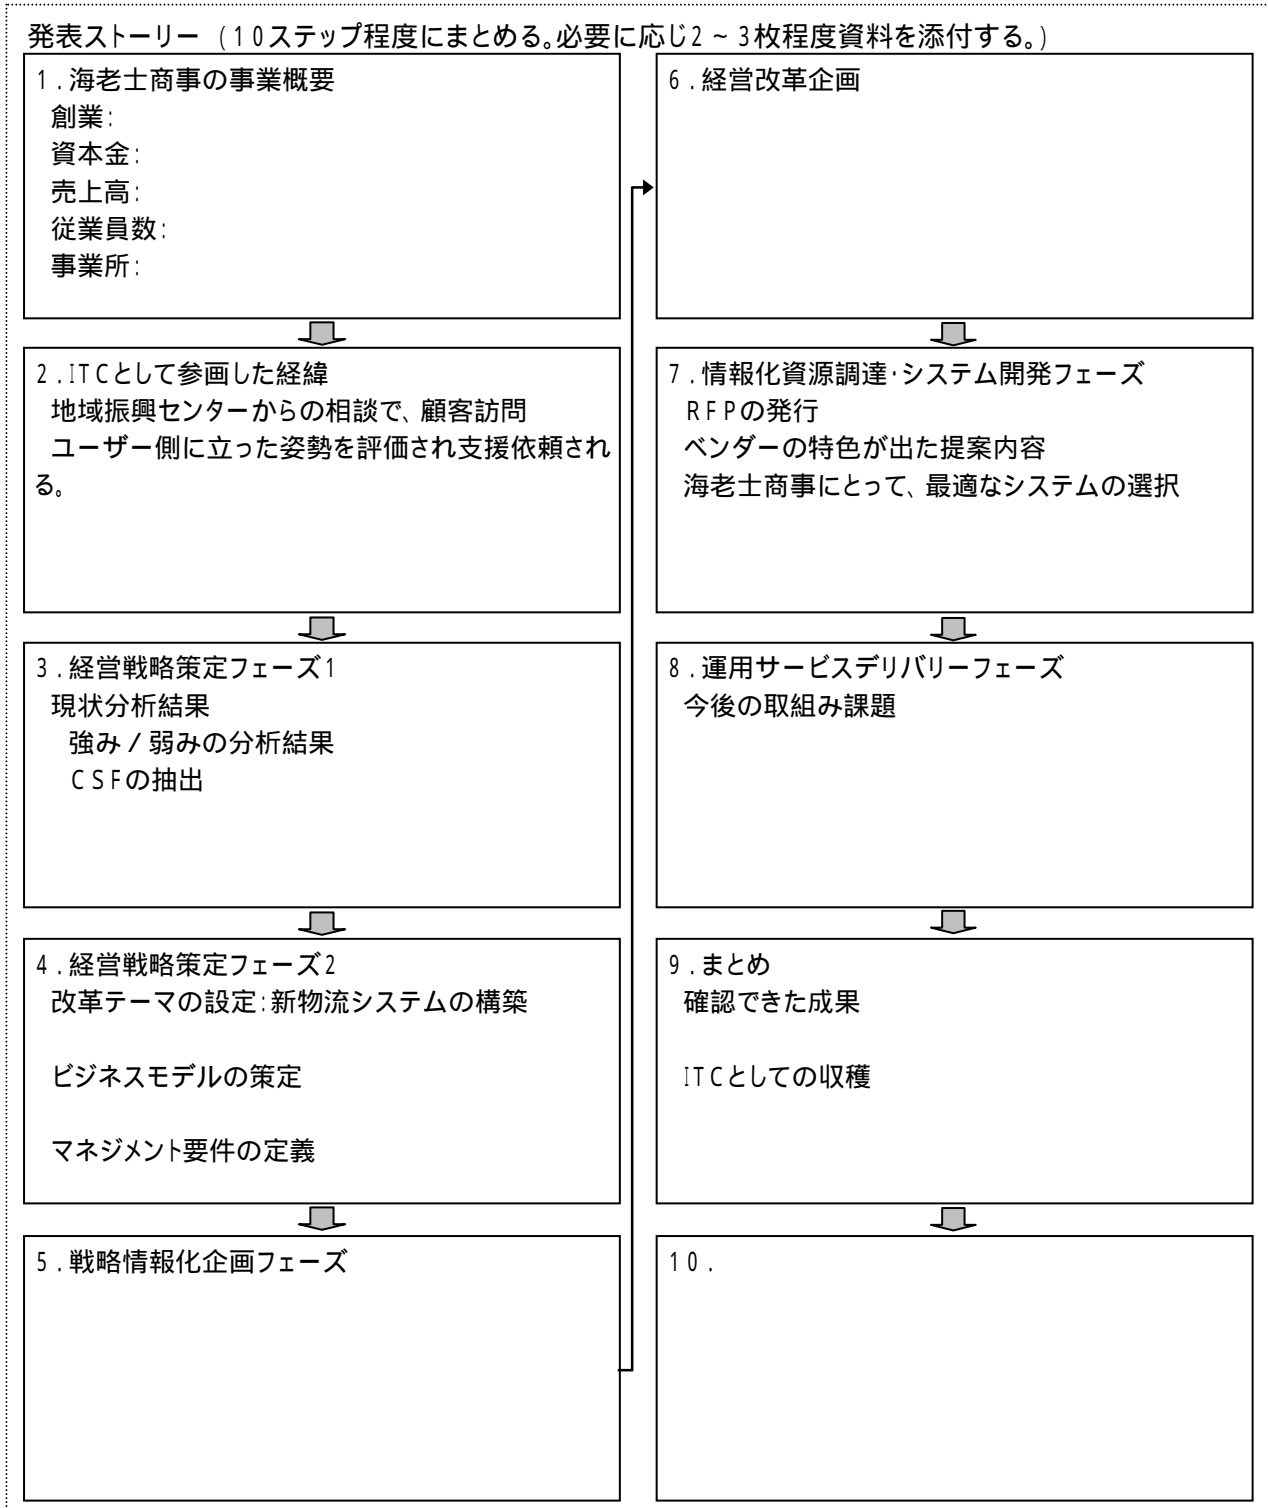 発表ストーリー (10ステップ程度にまとめる。必要に応じ2~3枚程度資料を添付する。)
1.海老士商事の事業概要
創業:
資本金:
売上高:
従業員数:
事業所:
2.ITCとして参画した経緯
地域振興センターからの相談で、顧客訪問
ユーザー側に立った姿勢を評価され支援依頼され
る。
3.経営戦略策定フェーズ1
現状分析結果
強み/弱みの分析結果
CSFの抽出
4.経営戦略策定フェーズ2
改革テーマの設定:新物流システムの構築
ビジネスモデルの策定
マネジメント要件の定義
5.戦略情報化企画フェーズ
6.経営改革企画
7.情報化資源調達・システム開発フェーズ
RFPの発行
ベンダーの特色が出た提案内容
海老士商事にとって、最適なシステムの選択
8.運用サービスデリバリーフェーズ
今後の取組み課題
9.まとめ
確認できた成果
ITCとしての収穫
10.